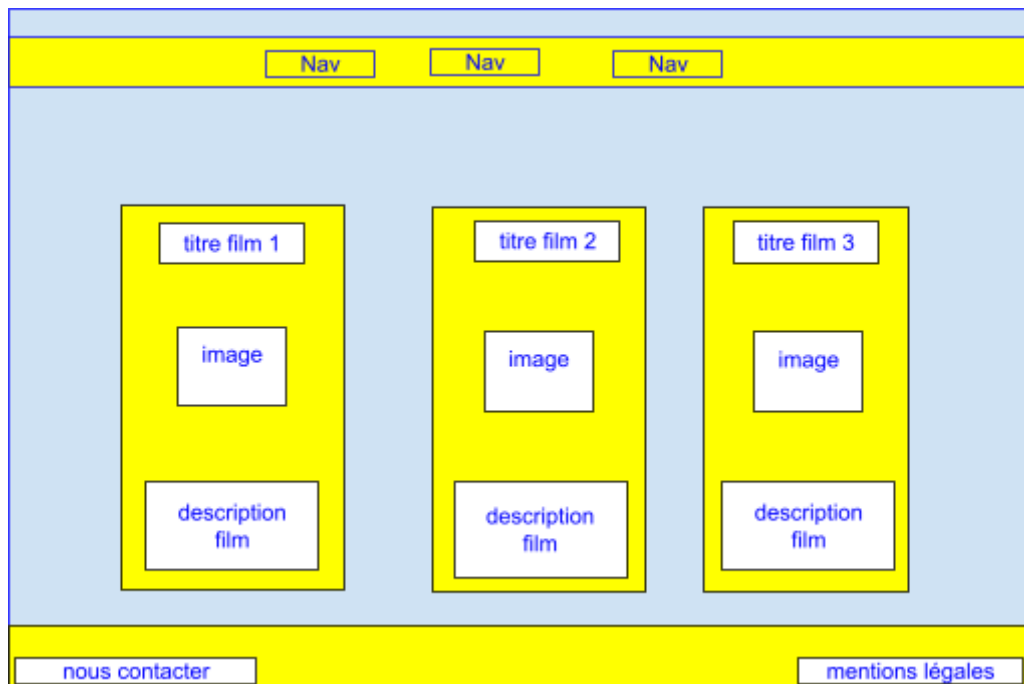 Nav
Nav
Nav
titre film 1
titre film 2
titre film 3
image
image
image
description
film
description
film
description
film
nous contacter
mentions légales